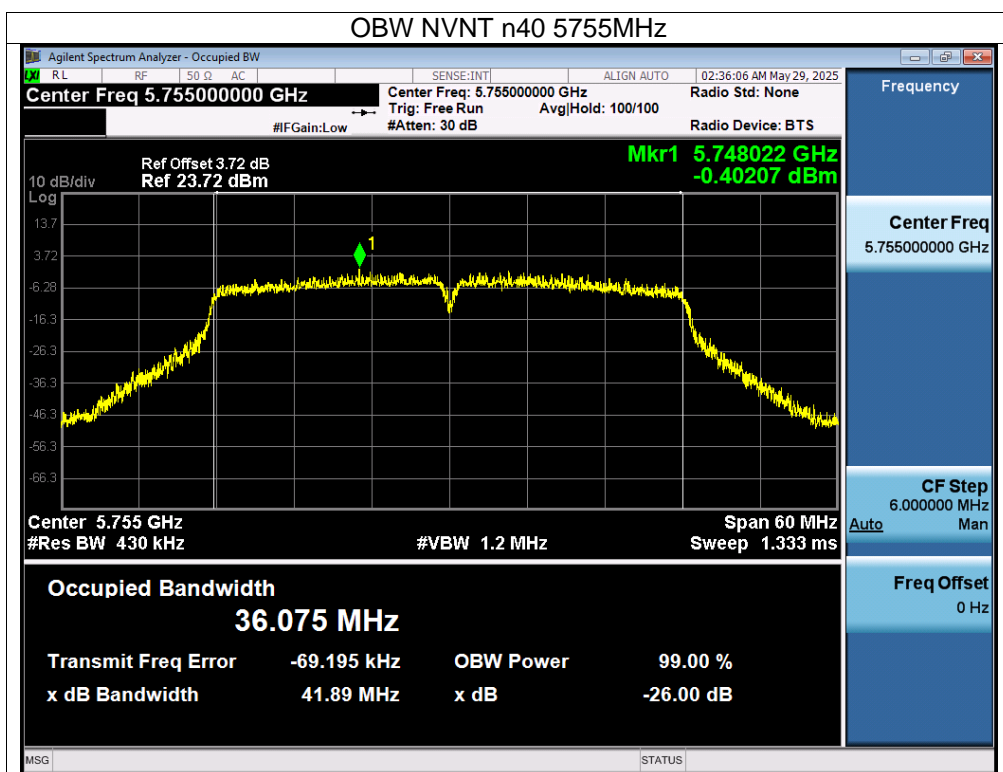 OBW NVNT n40 5755MHz
Agilent Spectrum Analyzer - Occupied BW
LXI RL RF 50 Ω AC SENSE:INT ALIGN AUTO 02:36:06 AM May 29, 2025
Center Freq 5.755000000 GHz
Center Freq: 5.755000000 GHz
Radio Std: None
Trig: Free Run Avg|Hold: 100/100
#IFGain:Low
#Atten: 30 dB
Radio Device: BTS
Mkr1 5.748022 GHz
-0.40207 dBm
Ref Offset 3.72 dB
10 dB/div Ref 23.72 dBm
Log
13.7
1
3.72
-6.28
-16.3
-26.3
-36.3
-46.3
-56.3
-66.3
Center 5.755 GHz Span 60 MHz
#Res BW 430 kHz #VBW 1.2 MHz Sweep 1.333 ms
Occupied Bandwidth
36.075 MHz
Transmit Freq Error -69.195 kHz OBW Power 99.00 %
x dB Bandwidth 41.89 MHz x dB -26.00 dB
Frequency
Center Freq
5.755000000 GHz
CF Step
6.000000 MHz
Auto Man
Freq Offset
0 Hz
MSG STATUS